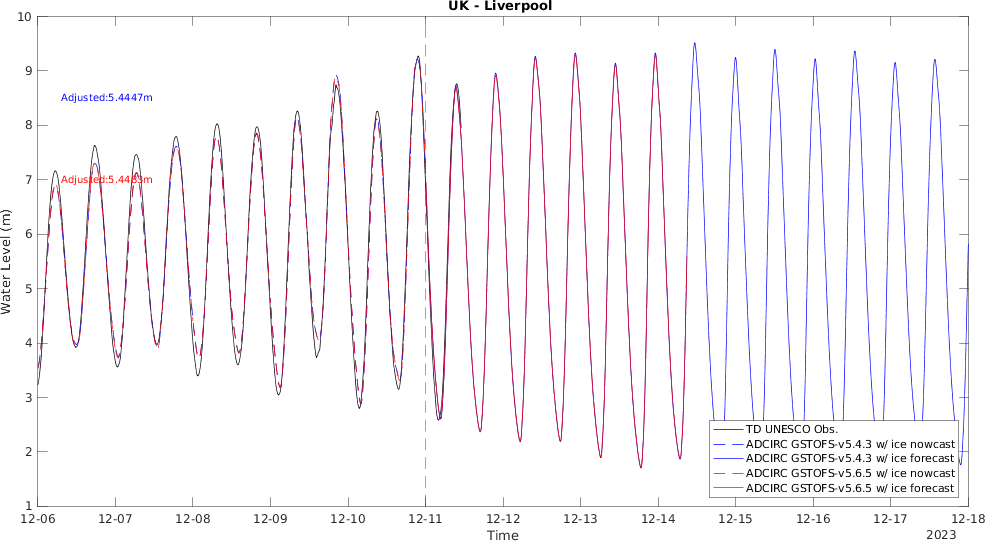 UK - Liverpool
10
9
8
7
6
5
4
3
2
1
Water Level (m)
Adjusted:5.4447m
TD UNESCO Obs.
ADCIRC GSTOFS-v5.4.3 w/ ice nowcast
ADCIRC GSTOFS-v5.4.3 w/ ice forecast
ADCIRC GSTOFS-v5.6.5 w/ ice nowcast
ADCIRC GSTOFS-v5.6.5 w/ ice forecast
12-06 12-07 12-08 12-09 12-10 12-11 12-12 12-13 12-14 12-15 12-16 12-17 12-18
Time
2023